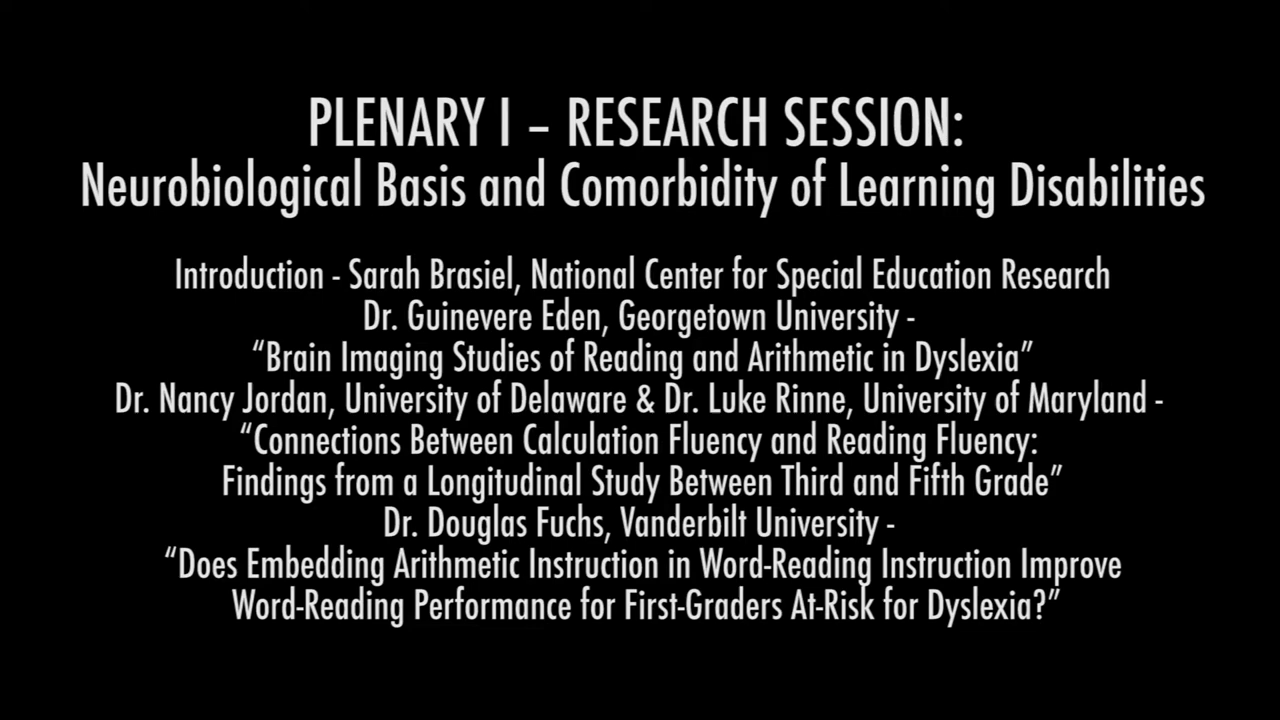 PLENARY I – RESEARCH SESSION:
Neurobiological Basis and Comorbidity of Learning Disabilities
Introduction - Sarah Brasiel, National Center for Special Education Research
Dr. Guinevere Eden, Georgetown University -
“Brain Imaging Studies of Reading and Arithmetic in Dyslexia”
Dr. Nancy Jordan, University of Delaware & Dr. Luke Rinne, University of Maryland -
“Connections Between Calculation Fluency and Reading Fluency:
Findings from a Longitudinal Study Between Third and Fifth Grade”
Dr. Douglas Fuchs, Vanderbilt University -
“Does Embedding Arithmetic Instruction in Word-Reading Instruction Improve
Word-Reading Performance for First-Graders At-Risk for Dyslexia?”